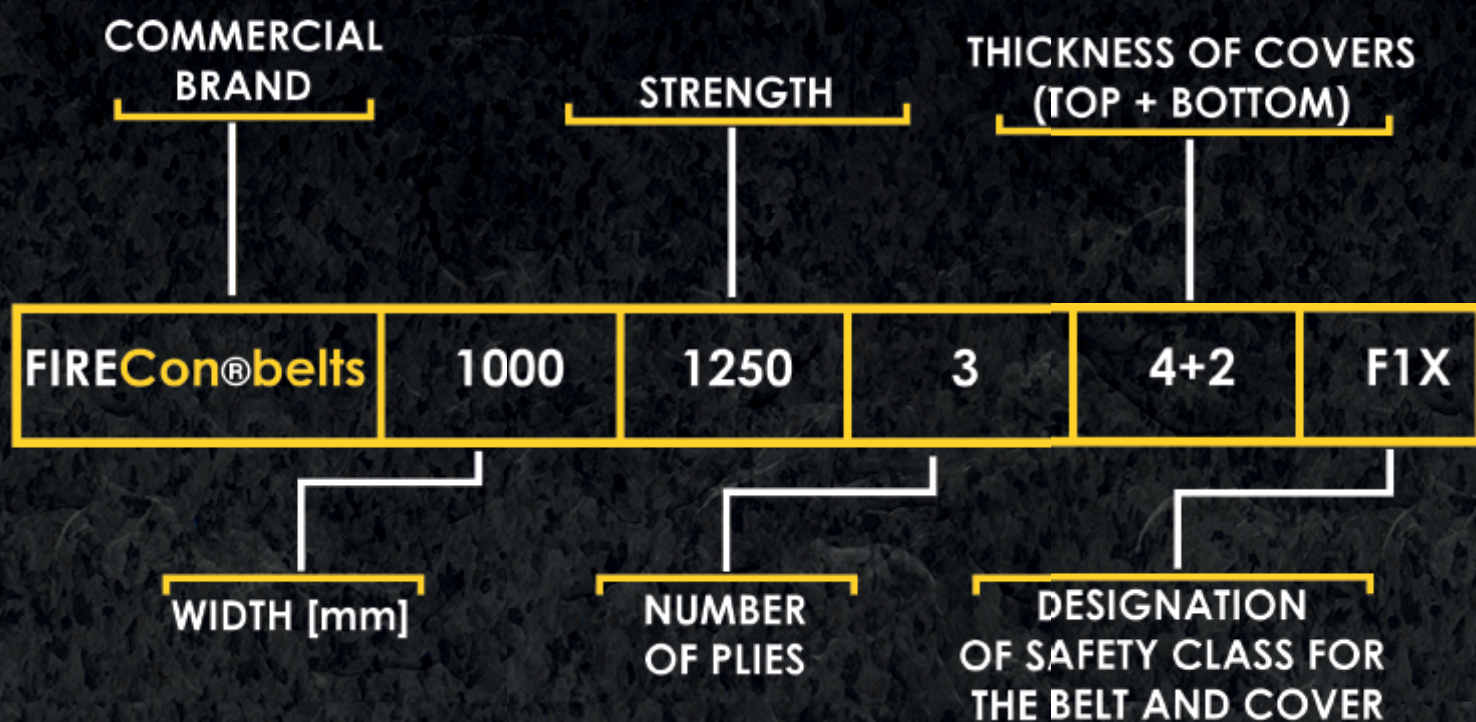 COMMERCIAL
BRAND
STRENGTH
THICKNESS OF COVERS
(TOP + BOTTOM)
FIRECon®belts 1000 1250 3 4+2 F1X
WIDTH [mm]
NUMBER
OF PLIES
DESIGNATION
OF SAFETY CLASS FOR
THE BELT AND COVER